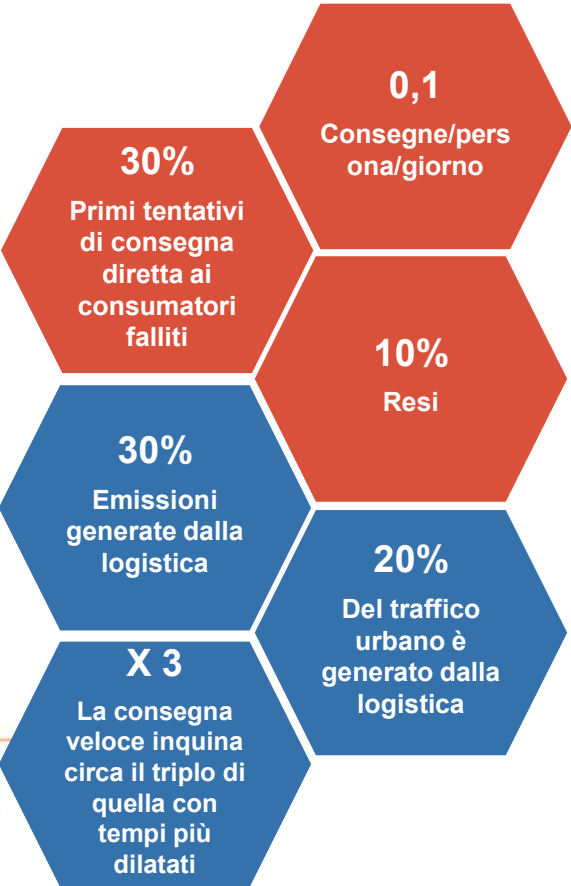 0,1
Consegne/pers
ona/giorno
30%
Primi tentativi
di consegna
diretta ai
consumatori
falliti
10%
Resi
30%
Emissioni
generate dalla
logistica
20%
Del traffico
urbano è
generato dalla
logistica
X 3
La consegna
veloce inquina
circa il triplo di
quella con
tempi più
dilatati